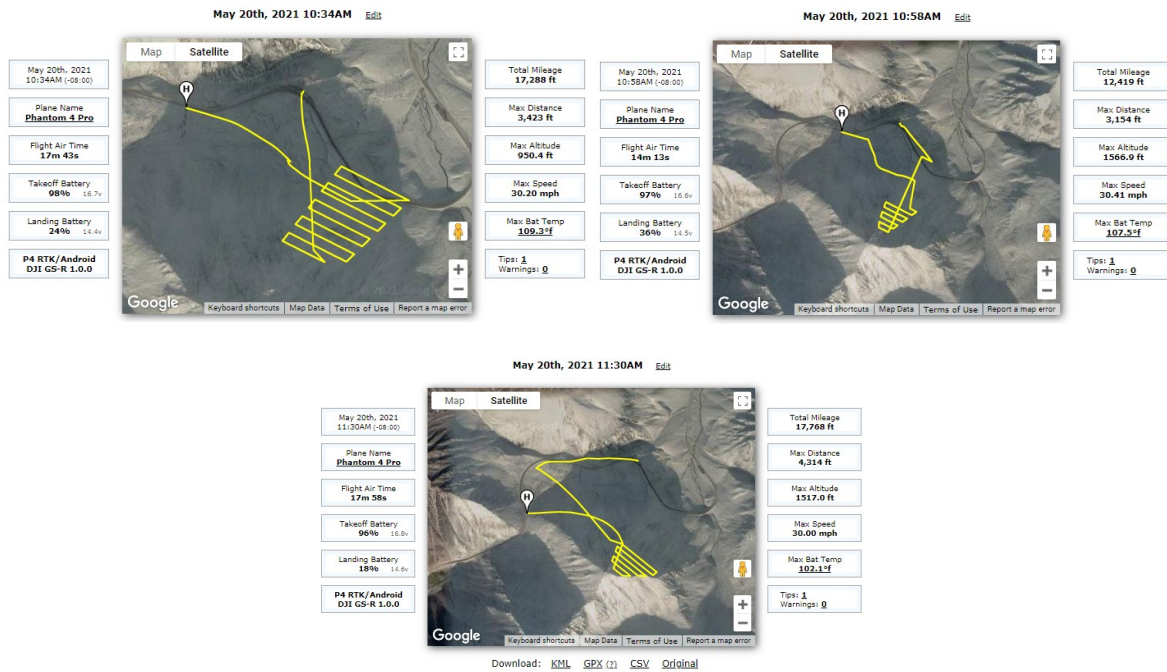 May 20th, 2021 10:34AM Edit
May 20th, 2021
10:34AM (-08:00)
Plane Name
Phantom 4 Pro
Flight Air Time
17m 43s
Takeoff Battery
98% 16.7v
Landing Battery
24% 14.4v
P4 RTK/Android
DJI GS-R 1.0.0
Map Satellite
H
Google
Keyboard shortcuts Map Data Terms of Use Report a map error
Total Mileage
17,288 ft
Max Distance
3,423 ft
Max Altitude
950.4 ft
Max Speed
30.20 mph
Max Bat Temp
109.3°f
Tips: 1
Warnings: 0
May 20th, 2021 10:58AM Edit
May 20th, 2021
10:58AM (-08:00)
Plane Name
Phantom 4 Pro
Flight Air Time
14m 13s
Takeoff Battery
97% 16.6v
Landing Battery
36% 14.5v
P4 RTK/Android
DJI GS-R 1.0.0
Map Satellite
H
Google
Keyboard shortcuts Map Data Terms of Use Report a map error
Total Mileage
12,419 ft
Max Distance
3,154 ft
Max Altitude
1566.9 ft
Max Speed
30.41 mph
Max Bat Temp
107.5°f
Tips: 1
Warnings: 0
May 20th, 2021 11:30AM Edit
May 20th, 2021
11:30AM (-08:00)
Plane Name
Phantom 4 Pro
Flight Air Time
17m 58s
Takeoff Battery
96% 16.8v
Landing Battery
18% 14.6v
P4 RTK/Android
DJI GS-R 1.0.0
Map Satellite
H
Google
Keyboard shortcuts Map Data Terms of Use Report a map error
Total Mileage
17,768 ft
Max Distance
4,314 ft
Max Altitude
1517.0 ft
Max Speed
30.00 mph
Max Bat Temp
102.1°f
Tips: 1
Warnings: 0
Download: KML GPX (?) CSV Original